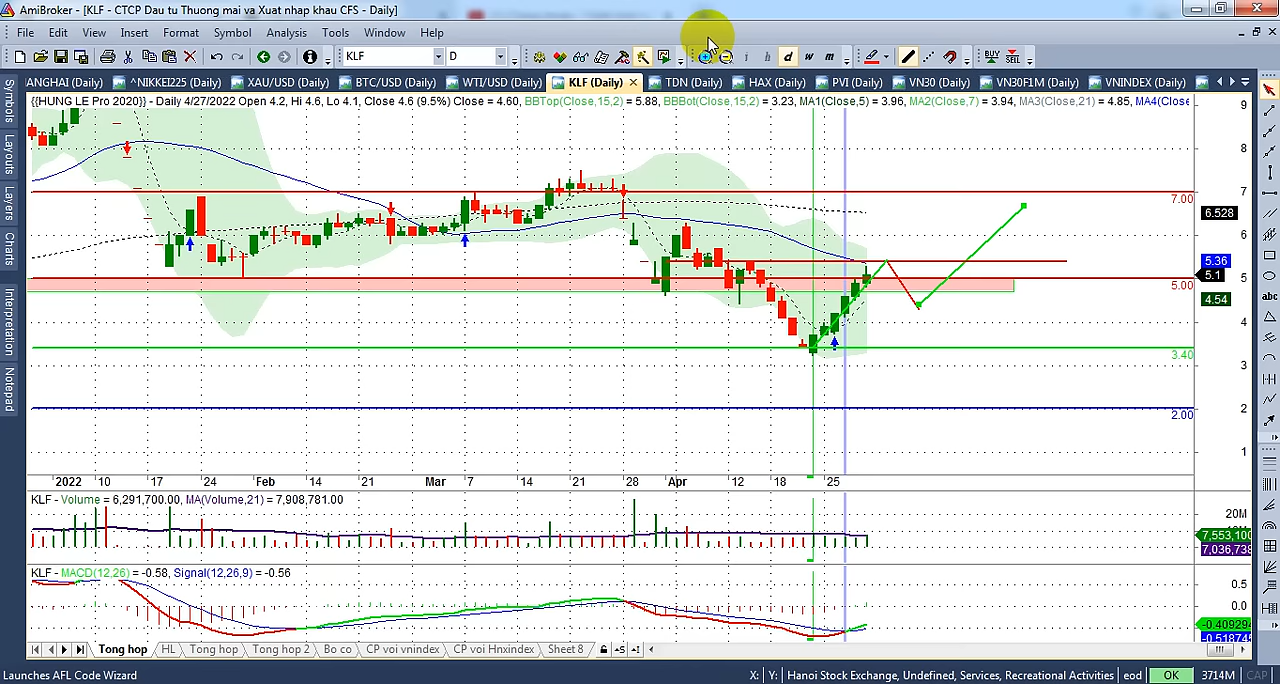 AmiBroker - [KLF - CTCP Dau tu Thuong mai va Xuat nhap khau CFS - Daily]
File Edit View Insert Format Symbol Analysis Tools Window Help
KLF D i h d w m BUY SELL
ANGHAI (Daily) ^NIKKEI225 (Daily) XAU/USD (Daily) BTC/USD (Daily) WTI/USD (Daily) KLF (Daily) TDN (Daily) HAX (Daily) PVI (Daily) VN30 (Daily) VN30F1M (Daily) VNINDEX (Daily)
Symbols
Layouts
Layers
Charts
Interpretation
Notepad
{{HUNG LE Pro 2020}} - Daily 4/27/2022 Open 4.2, Hi 4.6, Lo 4.1, Close 4.6 (9.5%) Close = 4.60, BBTop(Close,15,2) = 5.88, BBBot(Close,15,2) = 3.23, MA1(Close,5) = 3.96, MA2(Close,7) = 3.94, MA3(Close,21) = 4.85, MA4(Close
9
8
7
7.00
6.528
6
5.36
5.1
5
5.00
4.54
4
3.40
3
2
2.00
1
abc
2022 10 17 24 Feb 14 21 Mar 7 14 21 28 Apr 12 18 25
KLF - Volume = 6,291,700.00, MA(Volume,21) = 7,908,781.00
20M
7,553,100
7,036,738
KLF - MACD(12,26) = -0.58, Signal(12,26,9) = -0.56
0.5
0.0
-0.409294
-0.518745
Tong hop HL Tong hop Tong hop 2 Bo co CP voi vnindex CP voi Hnxindex Sheet 8
Launches AFL Code Wizard X: Y: Hanoi Stock Exchange, Undefined, Services, Recreational Activities eod OK 3714M CAP